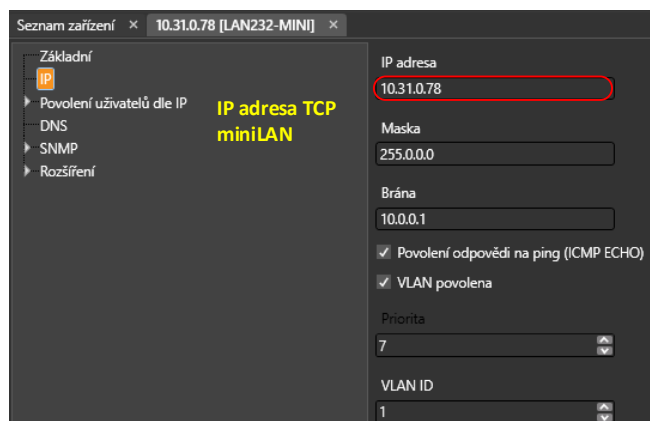 Seznam zařízení × 10.31.0.78 [LAN232-MINI] ×
Základní
IP
Povolení uživatelů dle IP
DNS
SNMP
Rozšíření
IP adresa TCP
miniLAN
IP adresa
10.31.0.78
Maska
255.0.0.0
Brána
10.0.0.1
Povolení odpovědi na ping (ICMP ECHO)
VLAN povolena
Priorita
7
VLAN ID
1